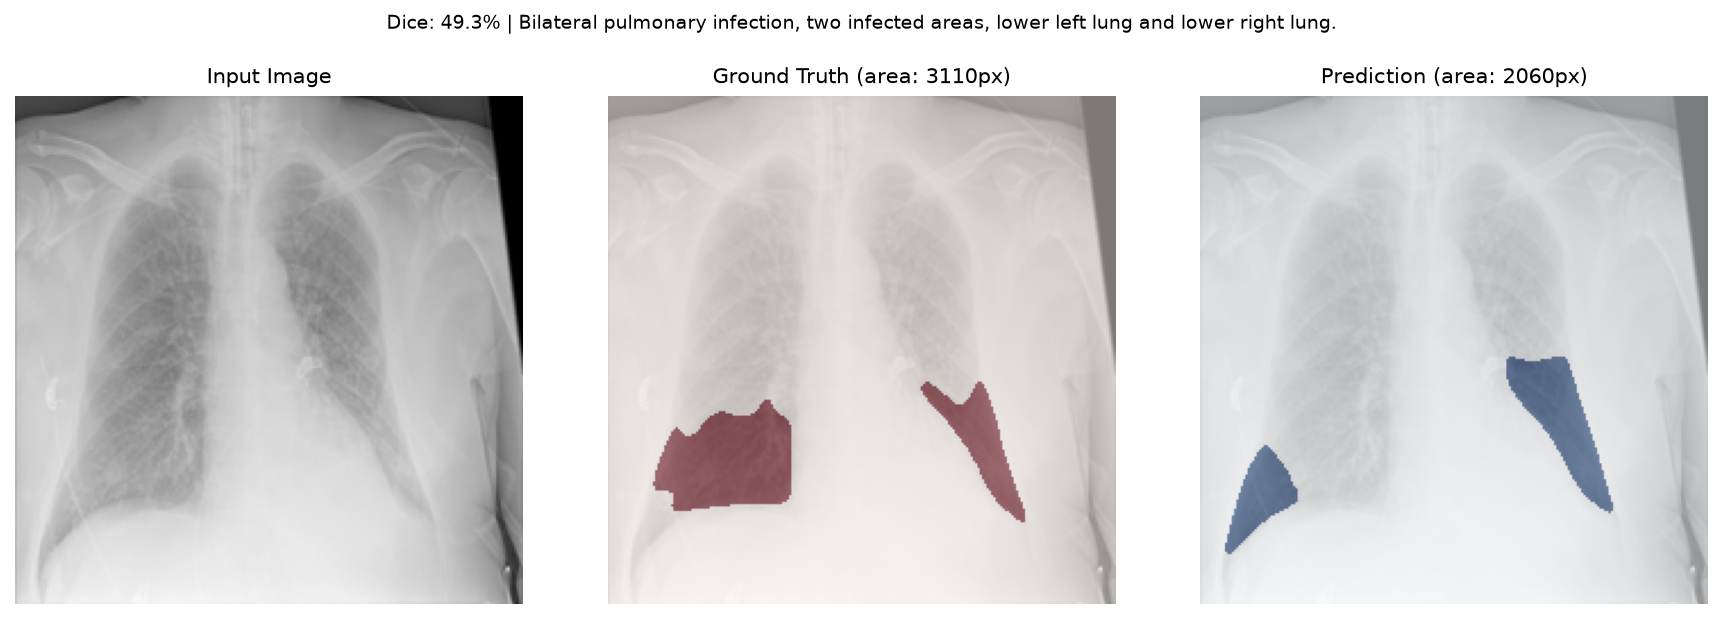 Dice: 49.3% | Bilateral pulmonary infection, two infected areas, lower left lung and lower right lung.
Input Image
Ground Truth (area: 3110px)
Prediction (area: 2060px)